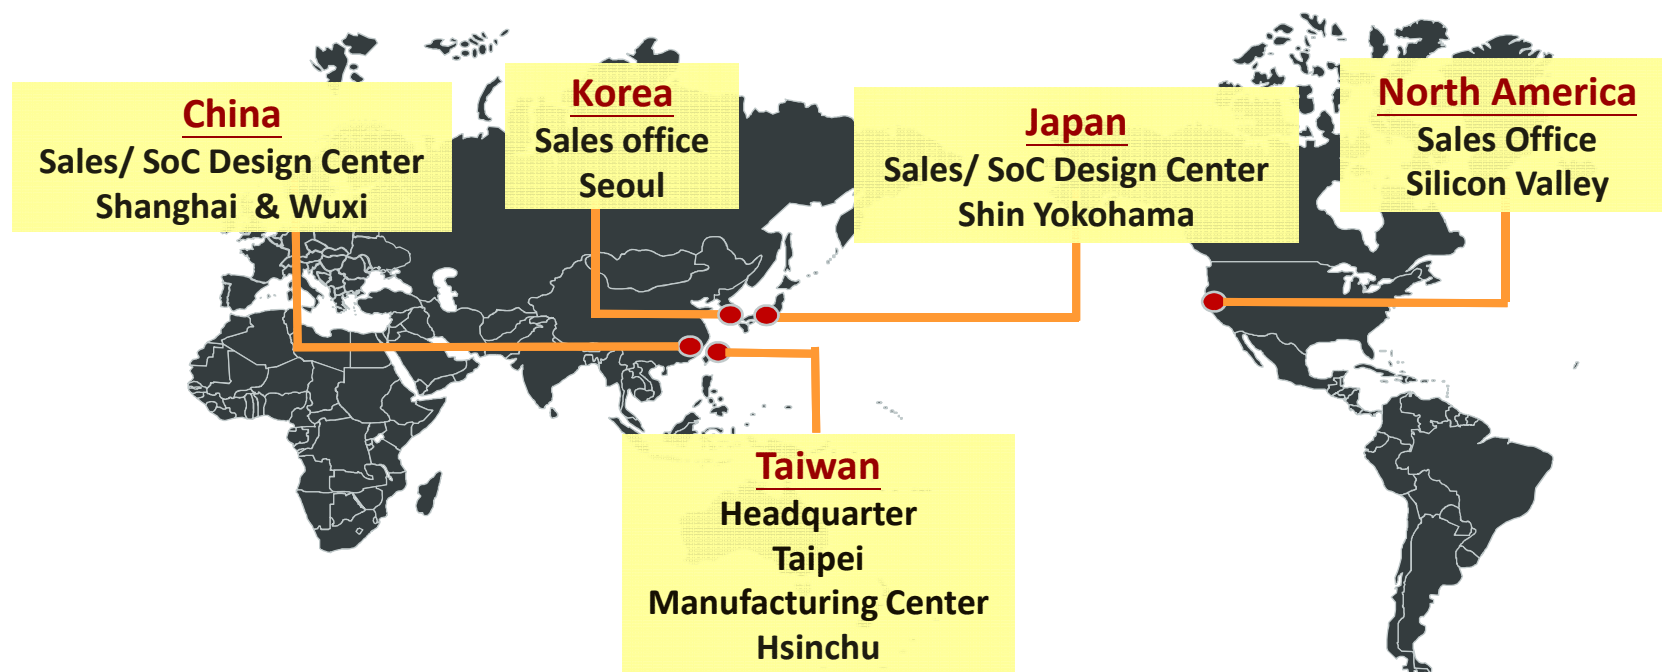 China
Sales/ SoC Design Center
Shanghai & Wuxi
Korea
Sales office
Seoul
Japan
Sales/ SoC Design Center
Shin Yokohama
North America
Sales Office
Silicon Valley
Taiwan
Headquarter
Taipei
Manufacturing Center
Hsinchu